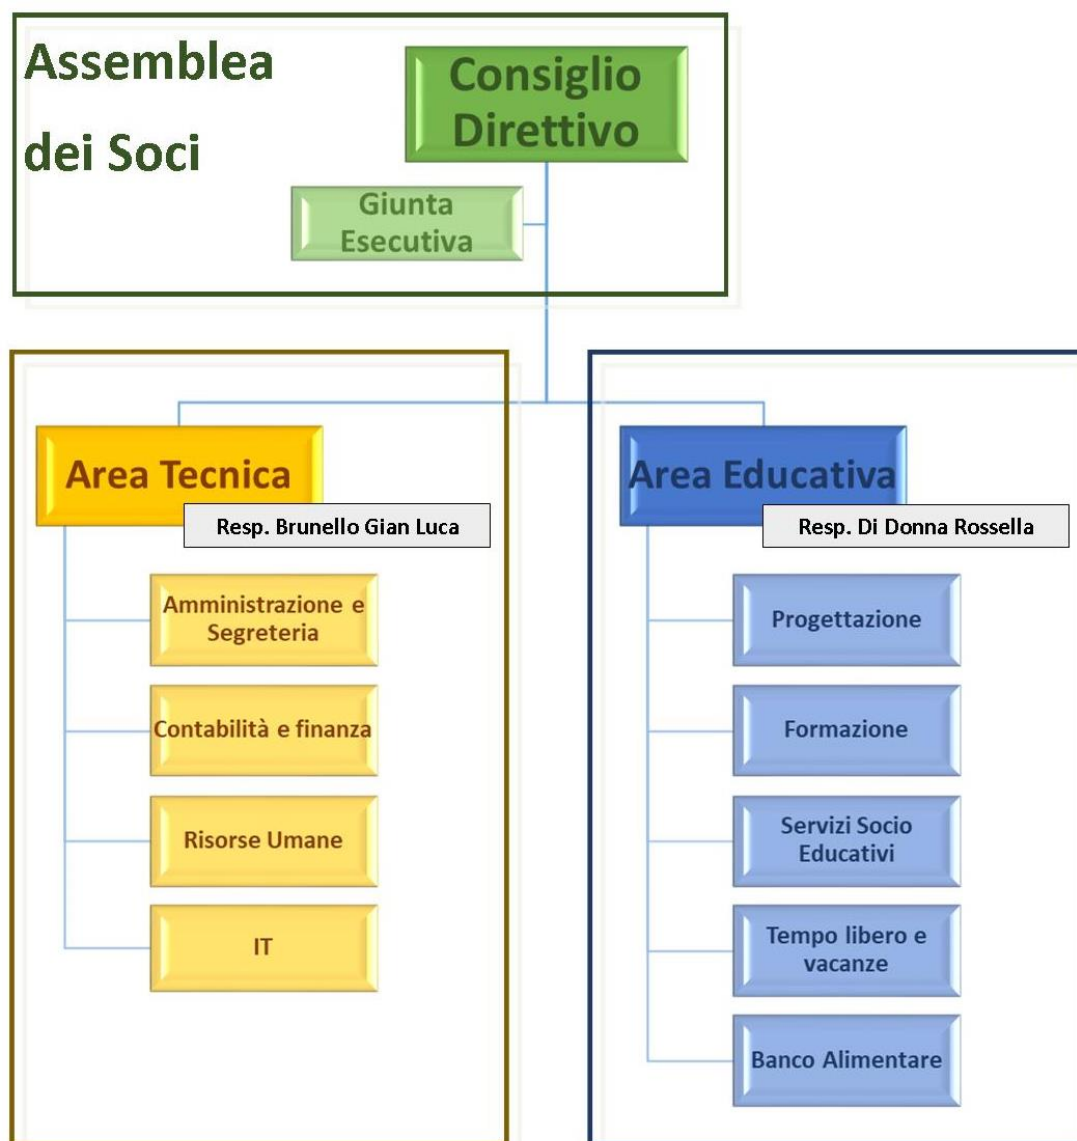 Assemblea
dei Soci
Consiglio
Direttivo
Giunta
Esecutiva
Area Tecnica
Resp. Brunello Gian Luca
Amministrazione e
Segreteria
Contabilità e finanza
Risorse Umane
IT
Area Educativa
Resp. Di Donna Rossella
Progettazione
Formazione
Servizi Socio
Educativi
Tempo libero e
vacanze
Banco Alimentare